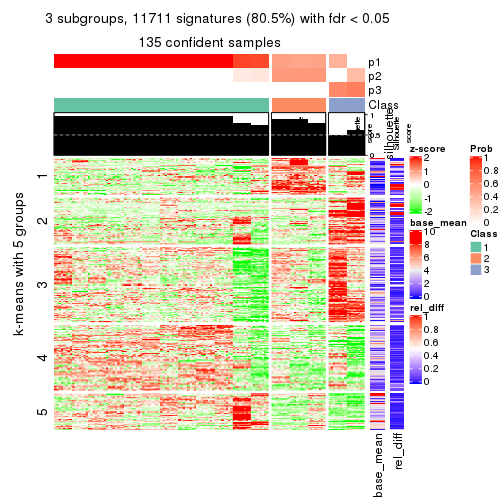 3 subgroups, 11711 signatures (80.5%) with fdr < 0.05
135 confident samples
p1
p2
p3
Class
1
0.5
0
silhouette
score
Silhouette
score
k-means with 5 groups
1
2
3
4
5
base_mean
rel_diff
z-score
2
1
0
-1
-2
base_mean
10
8
6
4
2
0
rel_diff
1
0.8
0.6
0.4
0.2
0
Prob
1
0.8
0.6
0.4
0.2
0
Class
1
2
3